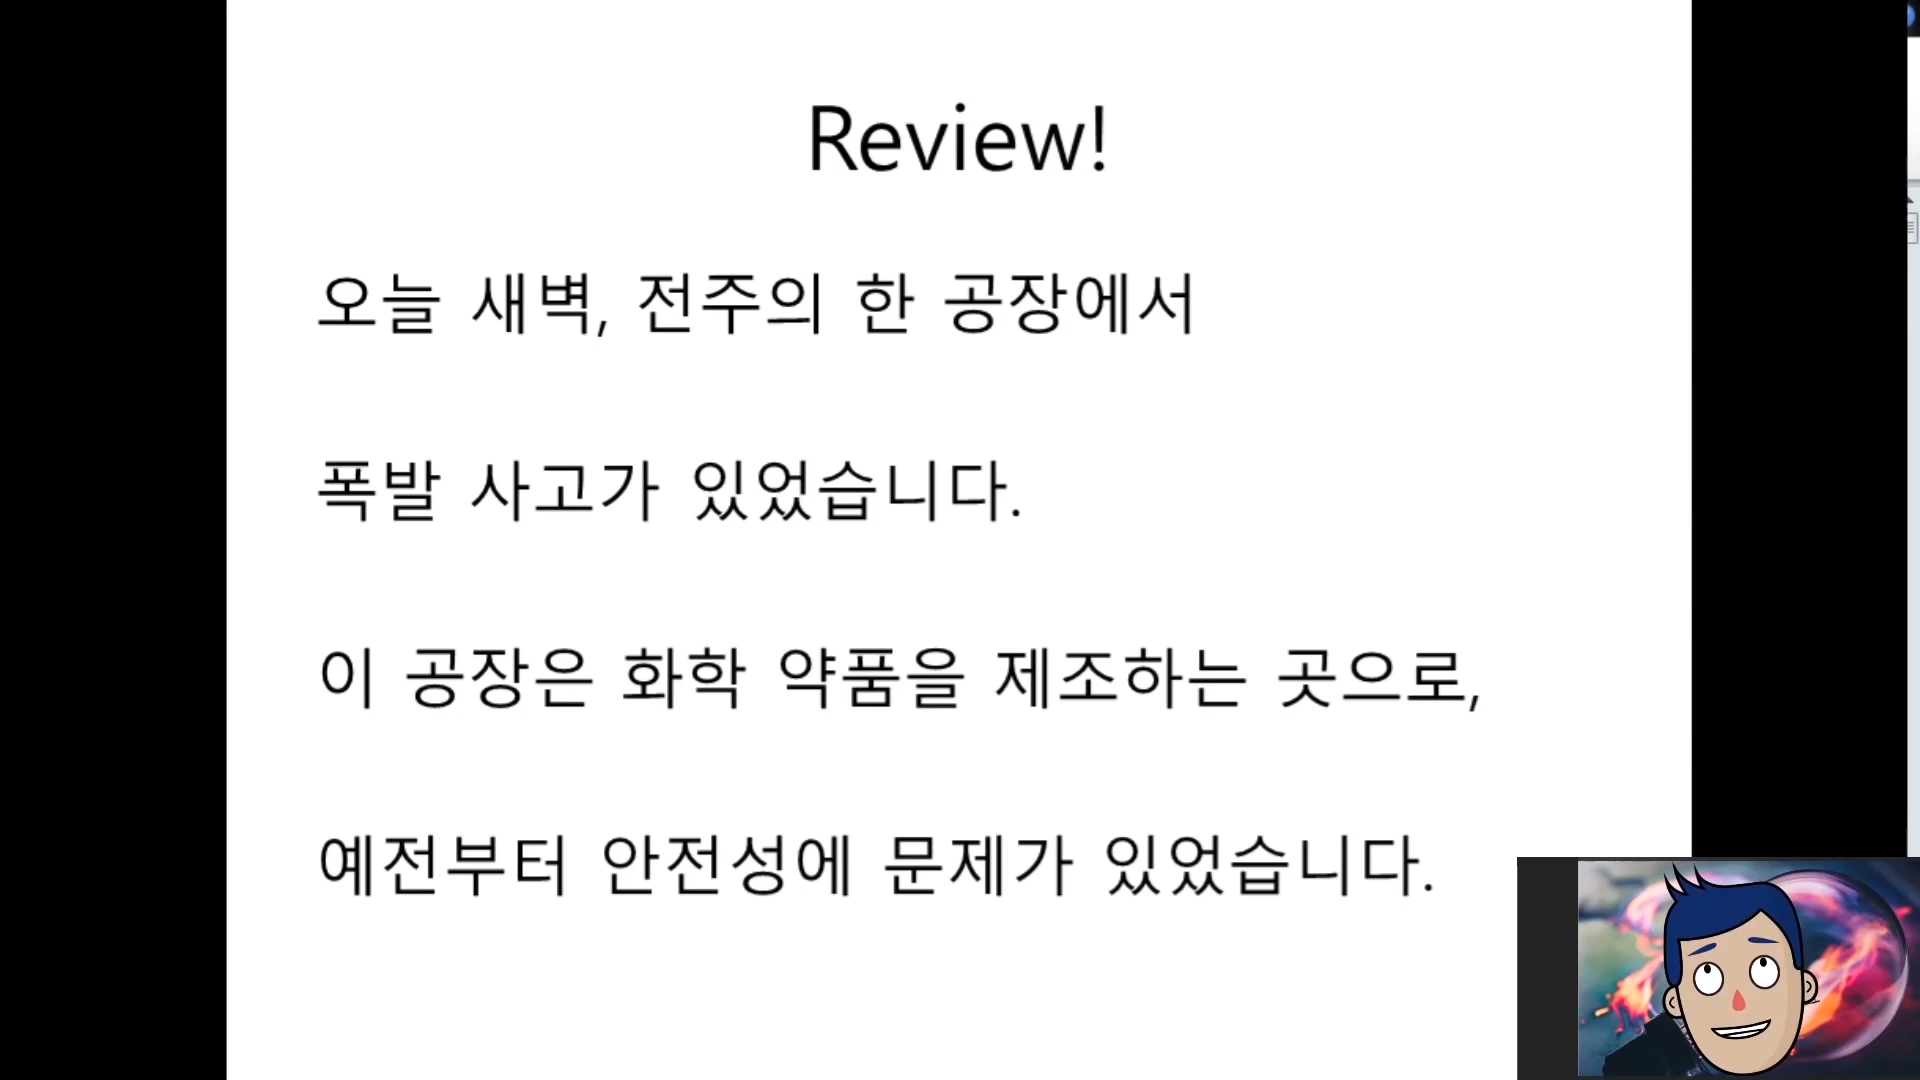 Review!
오늘 새벽, 전주의 한 공장에서
폭발 사고가 있었습니다.
이 공장은 화학 약품을 제조하는 곳으로,
예전부터 안전성에 문제가 있었습니다.